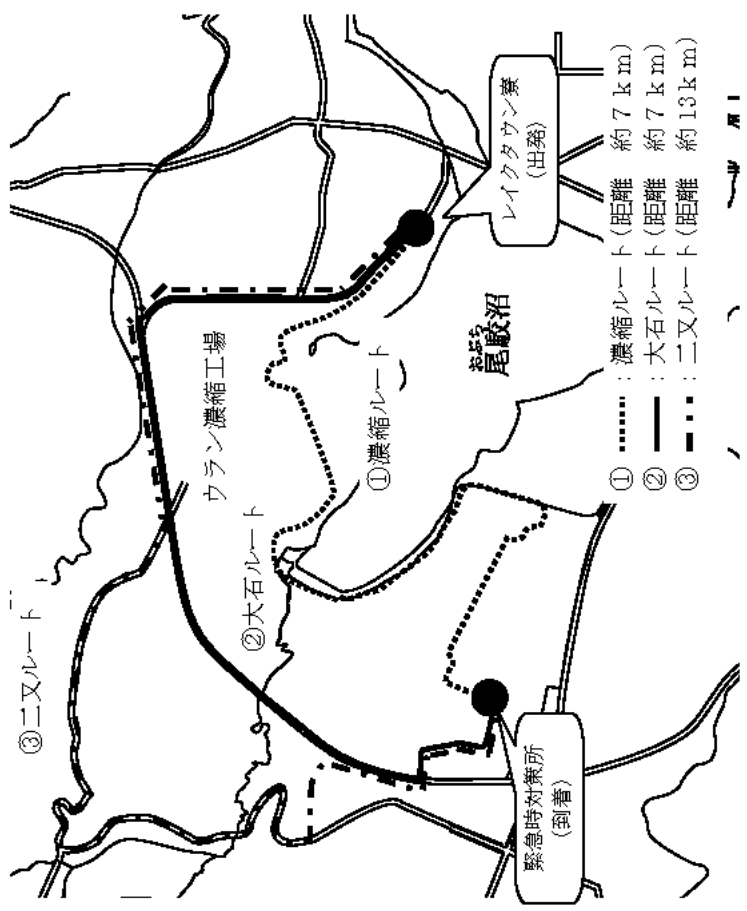 ③二又ルート
ウラン濃縮工場
②大石ルート
①濃縮ルート
おぶち
尾駮沼
レイクタウン寮
(出発)
緊急時対策所
(到着)
① : 濃縮ルート(距離 約7km)
② : 大石ルート(距離 約7km)
③ : 二又ルート(距離 約13km)